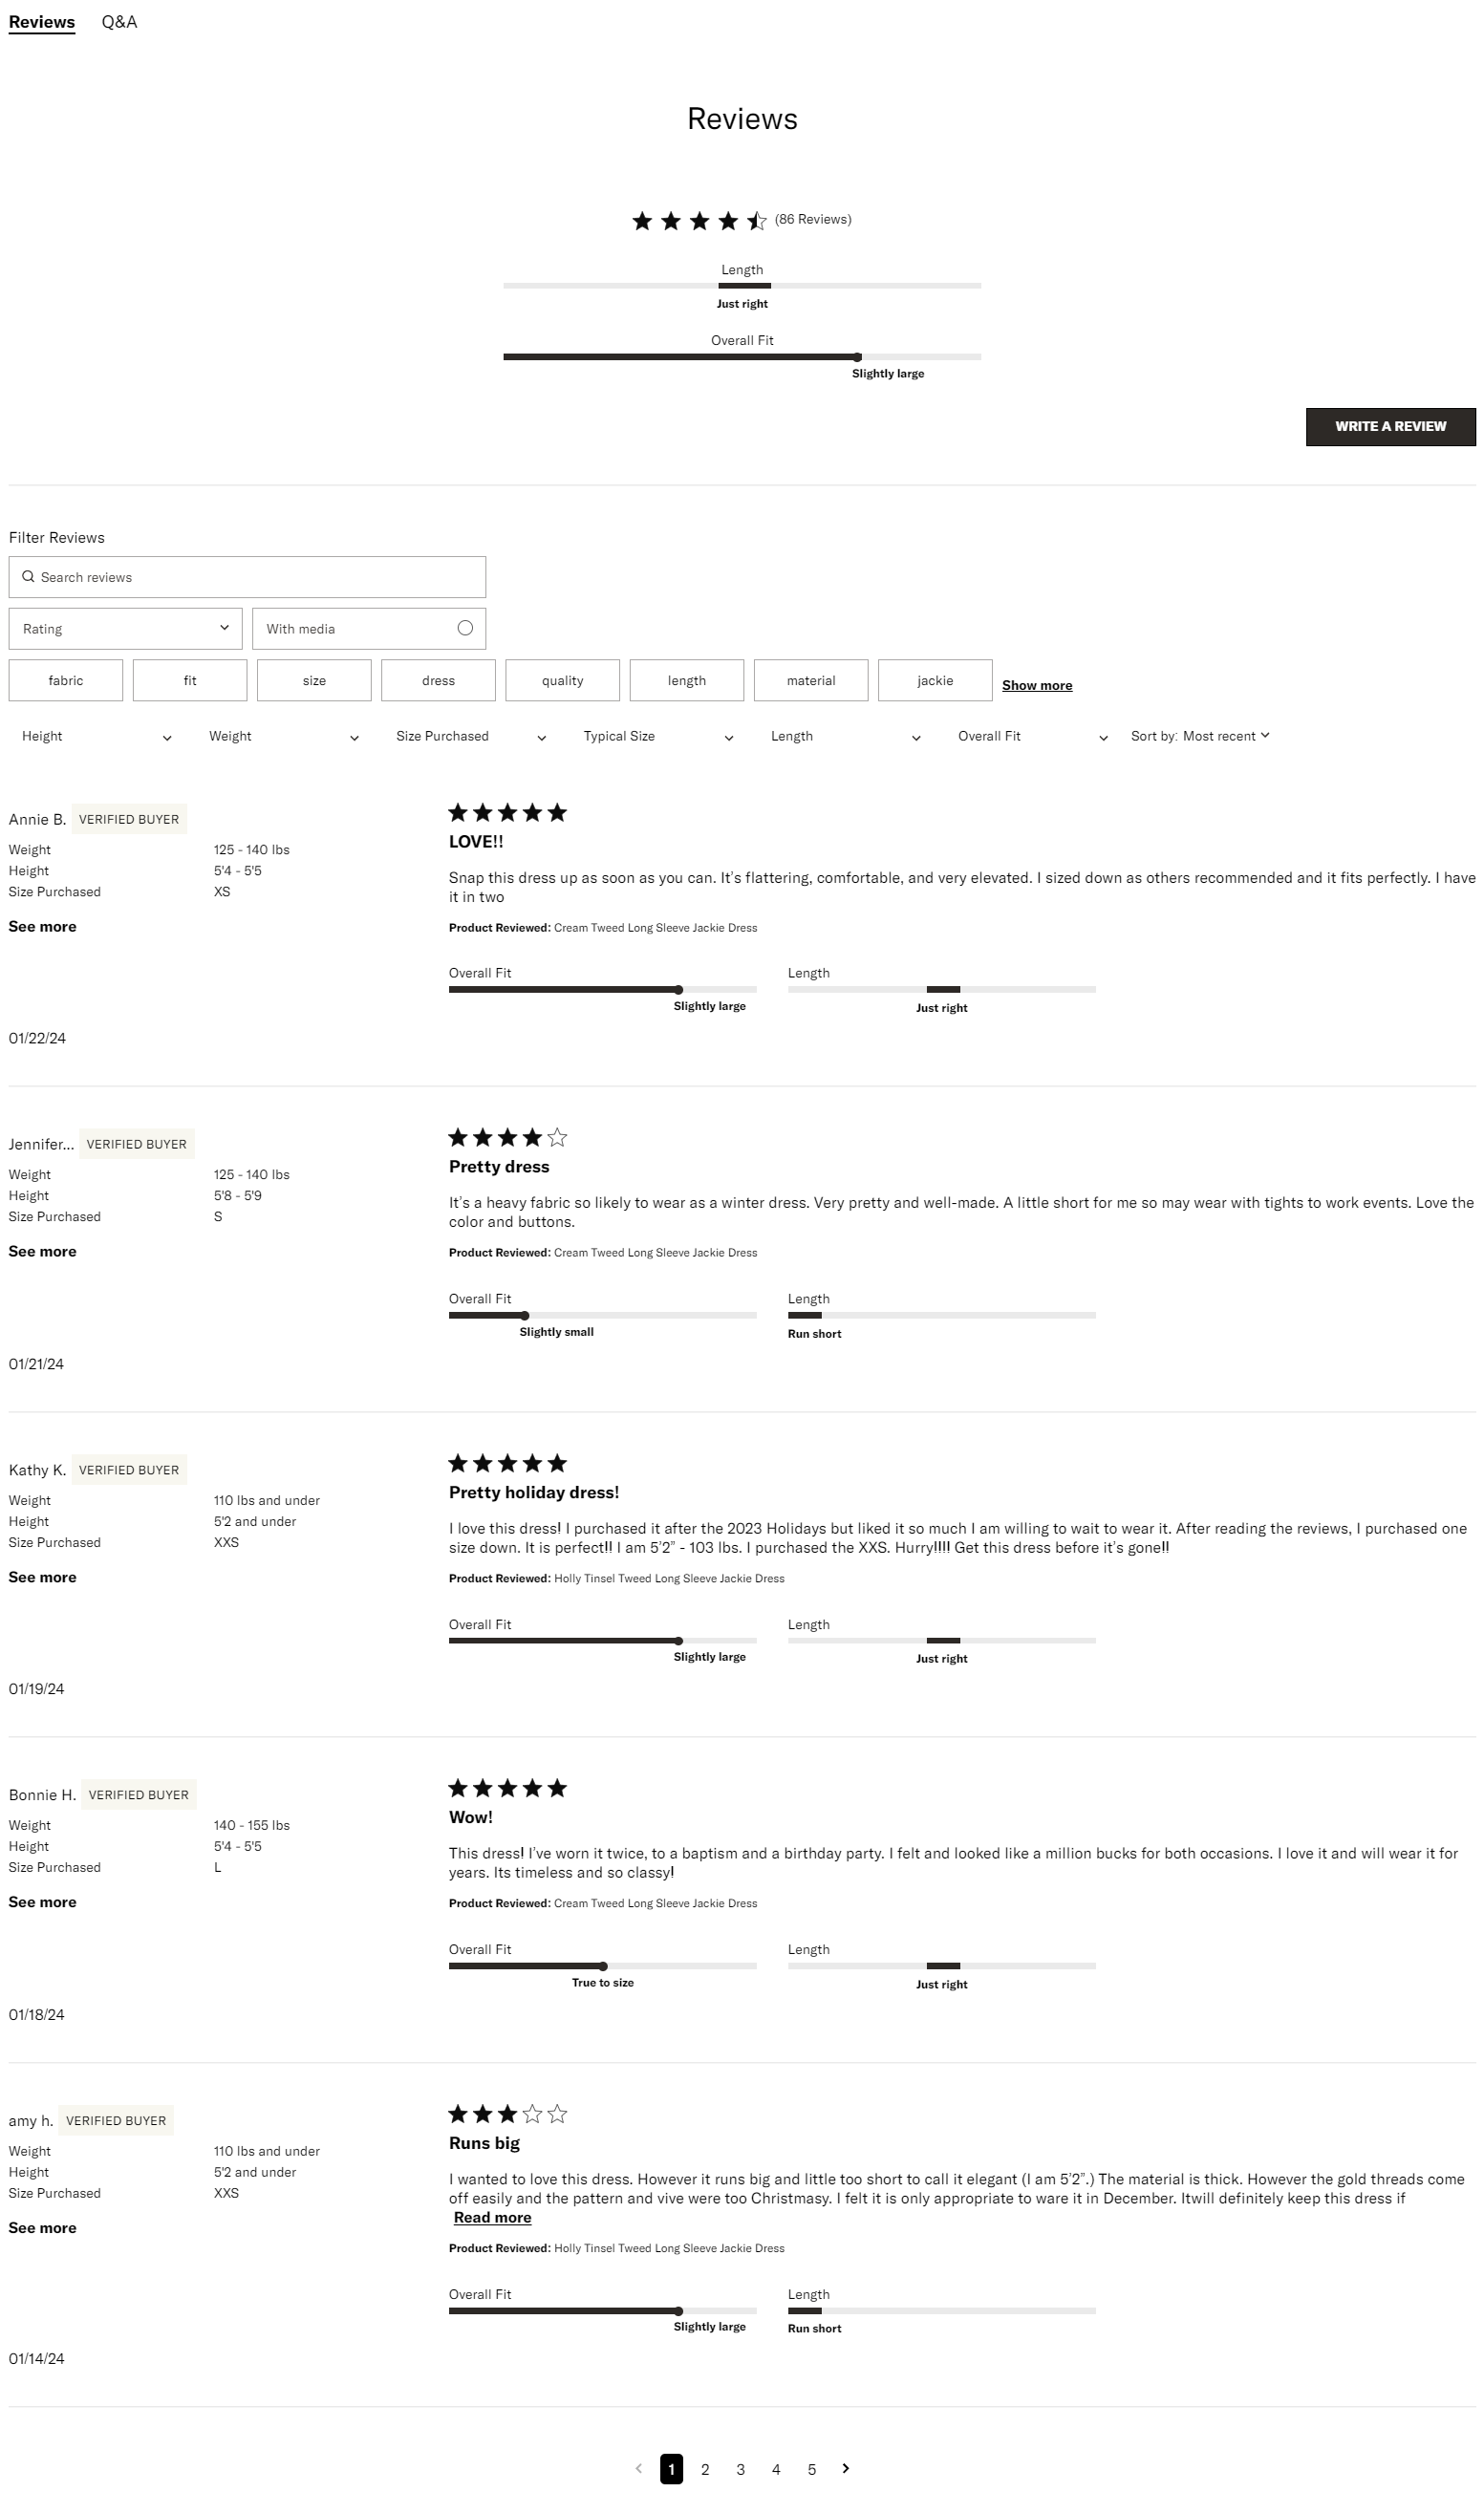 Reviews Q&A
Reviews
(86 Reviews)
Length
Just right
Overall Fit
Slightly large
WRITE A REVIEW
Filter Reviews
Search reviews
Rating With media
fabric fit size dress quality length material jackie Show more
Height Weight Size Purchased Typical Size Length Overall Fit Sort by: Most recent
Annie B. VERIFIED BUYER
Weight 125 - 140 lbs
Height 5'4 - 5'5
Size Purchased XS
See more
LOVE!!
Snap this dress up as soon as you can. It's flattering, comfortable, and very elevated. I sized down as others recommended and it fits perfectly. I have
it in two
Product Reviewed: Cream Tweed Long Sleeve Jackie Dress
Overall Fit Length
Slightly large Just right
01/22/24
Jennifer... VERIFIED BUYER
Weight 125 - 140 lbs
Height 5'8 - 5'9
Size Purchased S
See more
Pretty dress
It's a heavy fabric so likely to wear as a winter dress. Very pretty and well-made. A little short for me so may wear with tights to work events. Love the
color and buttons.
Product Reviewed: Cream Tweed Long Sleeve Jackie Dress
Overall Fit Length
Slightly small Run short
01/21/24
Kathy K. VERIFIED BUYER
Weight 110 lbs and under
Height 5'2 and under
Size Purchased XXS
See more
Pretty holiday dress!
I love this dress! I purchased it after the 2023 Holidays but liked it so much I am willing to wait to wear it. After reading the reviews, I purchased one
size down. It is perfect!! I am 5'2” - 103 lbs. I purchased the XXS. Hurry!!!! Get this dress before it's gone!!
Product Reviewed: Holly Tinsel Tweed Long Sleeve Jackie Dress
Overall Fit Length
Slightly large Just right
01/19/24
Bonnie H. VERIFIED BUYER
Weight 140 - 155 lbs
Height 5'4 - 5'5
Size Purchased L
See more
Wow!
This dress! I've worn it twice, to a baptism and a birthday party. I felt and looked like a million bucks for both occasions. I love it and will wear it for
years. Its timeless and so classy!
Product Reviewed: Cream Tweed Long Sleeve Jackie Dress
Overall Fit Length
True to size Just right
01/18/24
amy h. VERIFIED BUYER
Weight 110 lbs and under
Height 5'2 and under
Size Purchased XXS
See more
Runs big
I wanted to love this dress. However it runs big and little too short to call it elegant (I am 5'2”.) The material is thick. However the gold threads come
off easily and the pattern and vive were too Christmasy. I felt it is only appropriate to ware it in December. Itwill definitely keep this dress if
Read more
Product Reviewed: Holly Tinsel Tweed Long Sleeve Jackie Dress
Overall Fit Length
Slightly large Run short
01/14/24
1 2 3 4 5